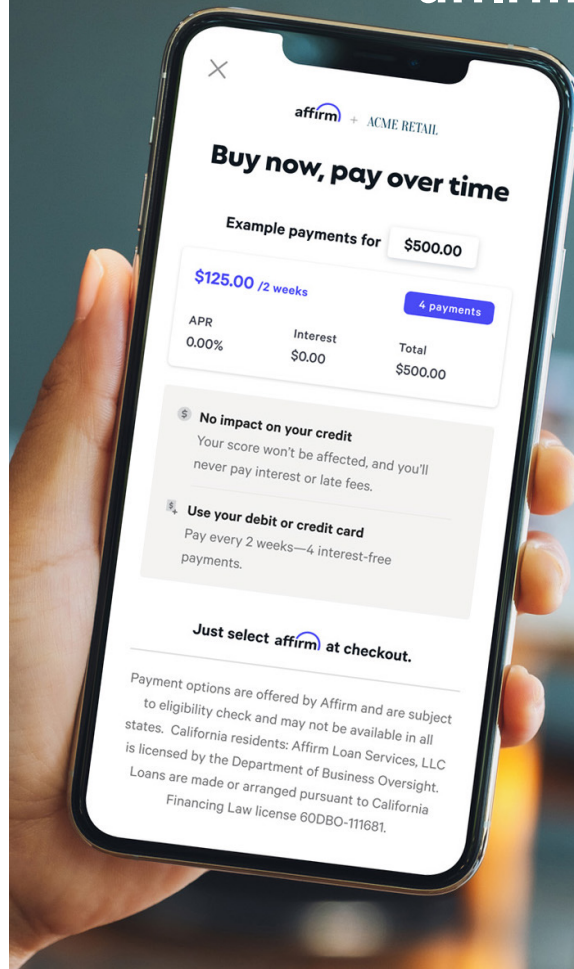 affirm
affirm + ACME RETAIL
Buy now, pay over time
Example payments for $500.00
$125.00 /2 weeks
4 payments
APR Interest Total
0.00% $0.00 $500.00
No impact on your credit
Your score won't be affected, and you'll
never pay interest or late fees.
Use your debit or credit card
Pay every 2 weeks—4 interest-free
payments.
Just select affirm at checkout.
Payment options are offered by Affirm and are subject
to eligibility check and may not be available in all
states. California residents: Affirm Loan Services, LLC
is licensed by the Department of Business Oversight.
Loans are made or arranged pursuant to California
Financing Law license 60DBO-111681.